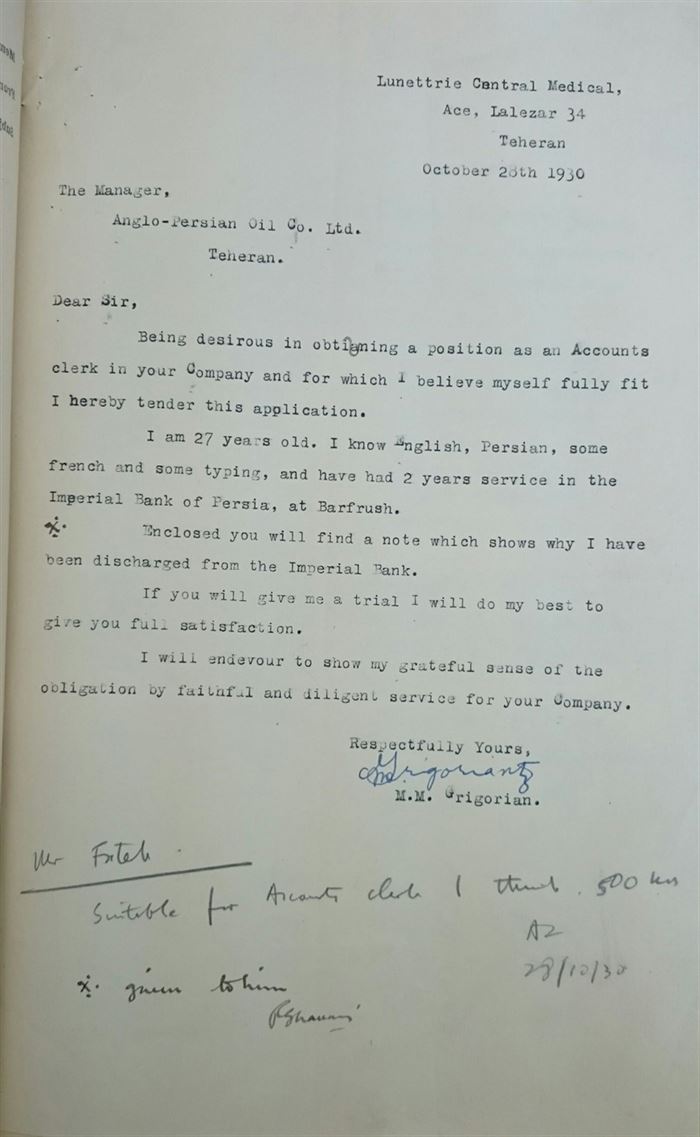 Lunettrie Central Medical,
Ace, Lalezar 34
Teheran
October 28th 1930
The Manager,
Anglo-Persian Oil Co. Ltd.
Teheran.
Dear Sir,
Being desirous in obtianing a position as an Accounts
clerk in your Company and for which I believe myself fully fit
I hereby tender this application.
I am 27 years old. I know English, Persian, some
french and some typing, and have had 2 years service in the
Imperial Bank of Persia, at Barfrush.
Enclosed you will find a note which shows why I have
been discharged from the Imperial Bank.
If you will give me a trial I will do my best to
give you full satisfaction.
I will endevour to show my grateful sense of the
obligation by faithful and diligent service for your Company.
Respectfully Yours,
M.M. Grigorian.
Mr
Suitable for Accounts clerk I think. 500
28/10/30
given to him